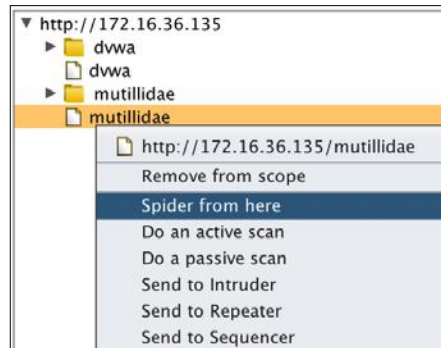 http://172.16.36.135
dvwa
dvwa
mutillidae
mutillidae
http://172.16.36.135/mutillidae
Remove from scope
Spider from here
Do an active scan
Do a passive scan
Send to Intruder
Send to Repeater
Send to Sequencer